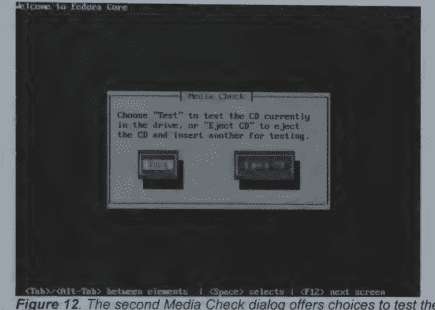 Welcome to Fedora Core
Media Check
Choose "Test" to test the CD currently
in the drive, or "Eject CD" to eject
the CD and insert another for testing.
Test
<Tab>/<Alt-Tab> between elements | <Space> selects | <F12> next screen
Figure 12. The second Media Check dialog offers choices to test the